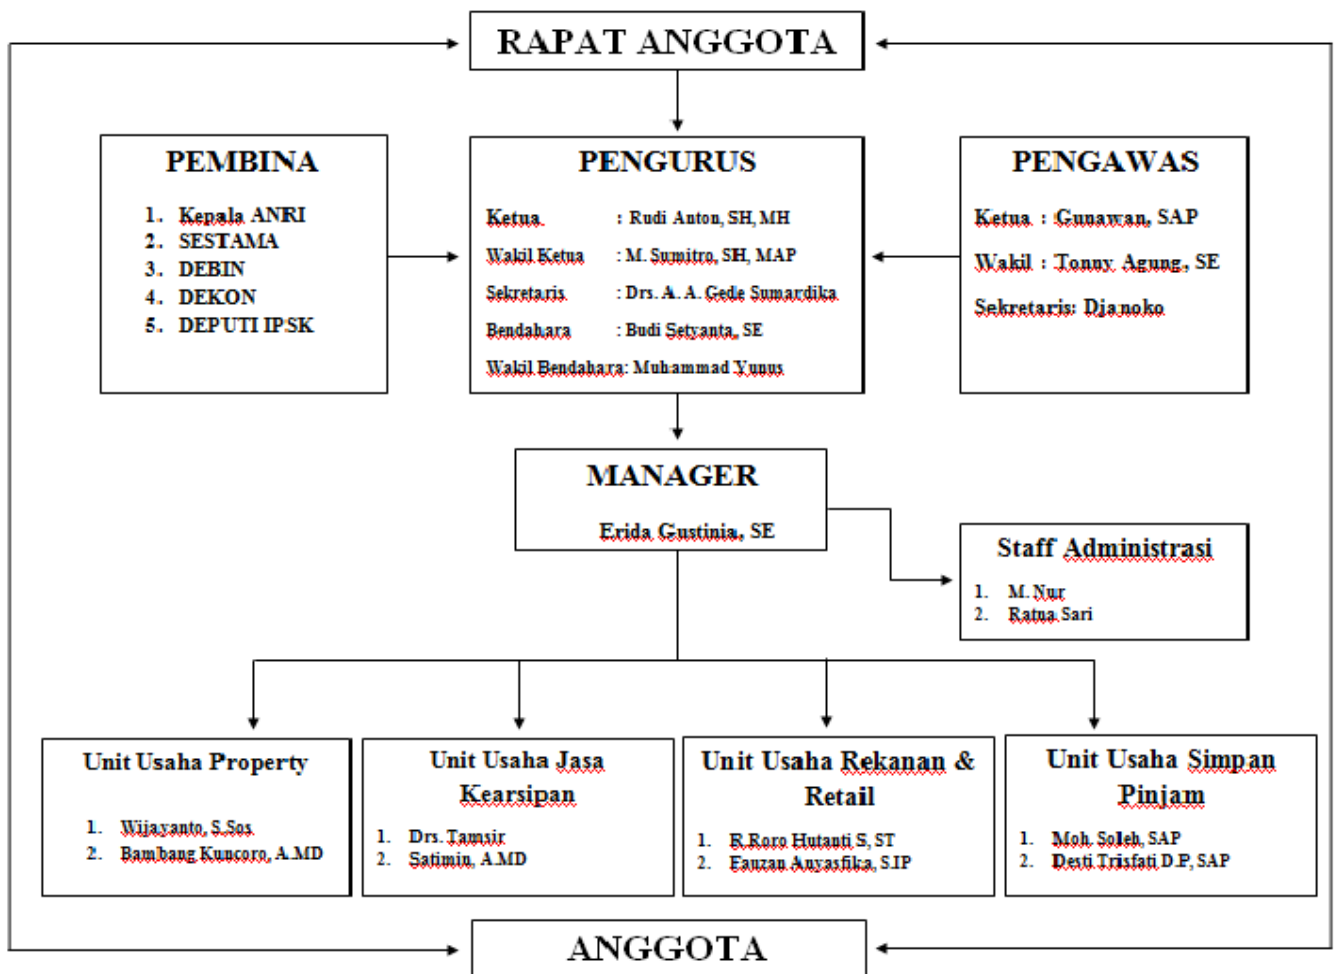 RAPAT ANGGOTA
PEMBINA
1. Kepala ANRI
2. SESTAMA
3. DEBIN
4. DEKON
5. DEPUTI IPSK
PENGURUS
Ketua : Rudi Anton, SH, MH
Wakil Ketua : M. Sumitro, SH, MAP
Sekretaris : Drs. A. A. Gede Sumardika
Bendahara : Budi Setyanta, SE
Wakil Bendahara: Muhammad Yunus
PENGAWAS
Ketua : Gunawan, SAP
Wakil : Tonny Agung, SE
Sekretaris: Djanoko
MANAGER
Erida Gustinia, SE
Staff Administrasi
1. M. Nur
2. Ratna Sari
Unit Usaha Property
1. Wijayanto, S.Sos
2. Bambang Kuncoro, A.MD
Unit Usaha Jasa
Kearsipan
1. Drs. Tamsir
2. Satimin, A.MD
Unit Usaha Rekanan &
Retail
1. R.Roro Hutanti S, ST
2. Fauzan Anyasfika, S.IP
Unit Usaha Simpan
Pinjam
1. Moh. Soleh, SAP
2. Desti Trisfati D.P, SAP
ANGGOTA